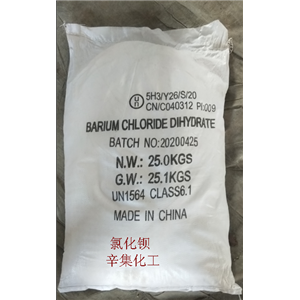 5H3/Y26/S/20
CN/C040312 PI:009
BARIUM CHLORIDE DIHYDRATE
BATCH NO:20200425
N.W.: 25.0KGS
G.W.: 25.1KGS
UN1564 CLASS6.1
MADE IN CHINA
氯化钡
辛集化工